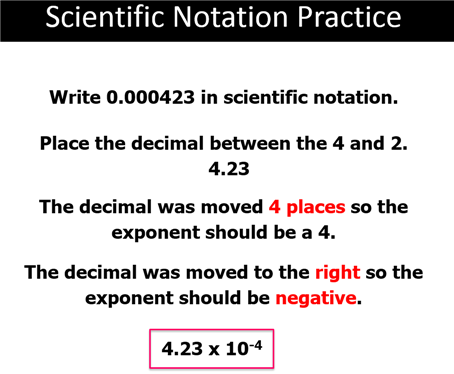 Scientific Notation Practice
Write 0.000423 in scientific notation.
Place the decimal between the 4 and 2.
4.23
The decimal was moved 4 places so the
exponent should be a 4.
The decimal was moved to the right so the
exponent should be negative.
4.23 x 10⁻⁴